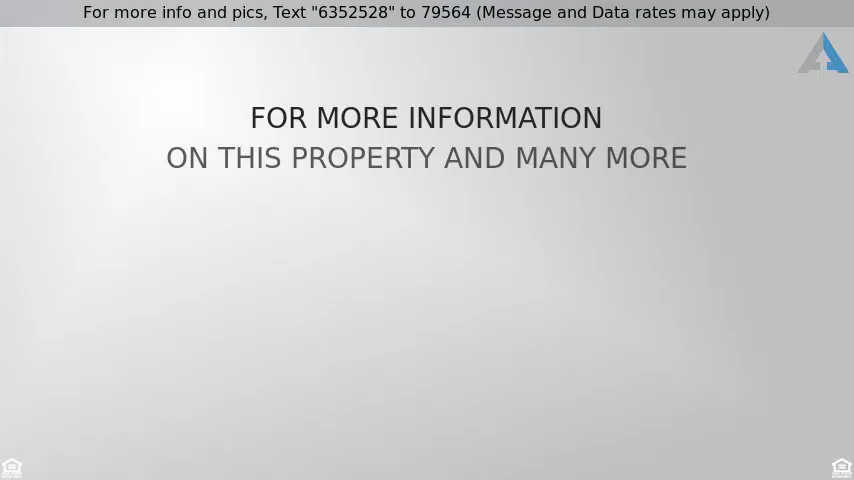 For more info and pics, Text "6352528" to 79564 (Message and Data rates may apply)
FOR MORE INFORMATION
ON THIS PROPERTY AND MANY MORE